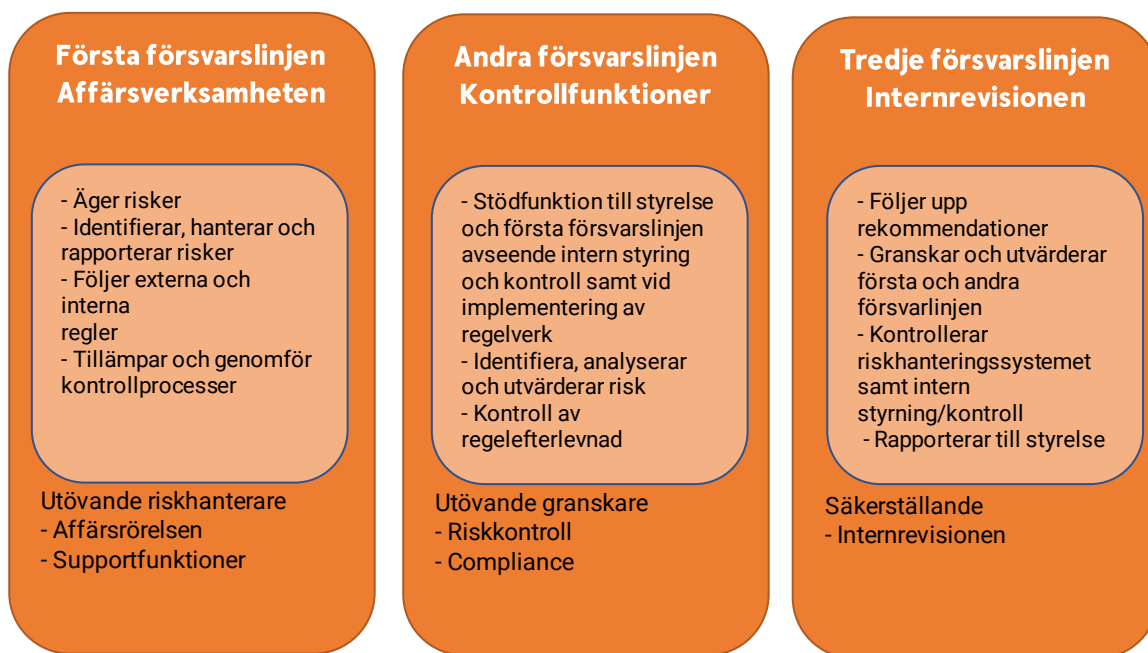 Första försvarslinjen
Affärsverksamheten
- Äger risker
- Identifierar, hanterar och
rapporterar risker
- Följer externa och
interna
regler
- Tillämpar och genomför
kontrollprocesser
Utövande riskhanterare
- Affärsrörelsen
- Supportfunktioner
Andra försvarslinjen
Kontrollfunktioner
- Stödfunktion till styrelse
och första försvarslinjen
avseende intern styring
och kontroll samt vid
implementering av
regelverk
- Identifiera, analyserar
och utvärderar risk
- Kontroll av
regelefterlevnad
Utövande granskare
- Riskkontroll
- Compliance
Tredje försvarslinjen
Internrevisionen
- Följer upp
rekommendationer
- Granskar och utvärderar
första och andra
försvarlinjen
- Kontrollerar
riskhanteringssystemet
samt intern
styrning/kontroll
- Rapporterar till styrelse
Säkerställande
- Internrevisionen